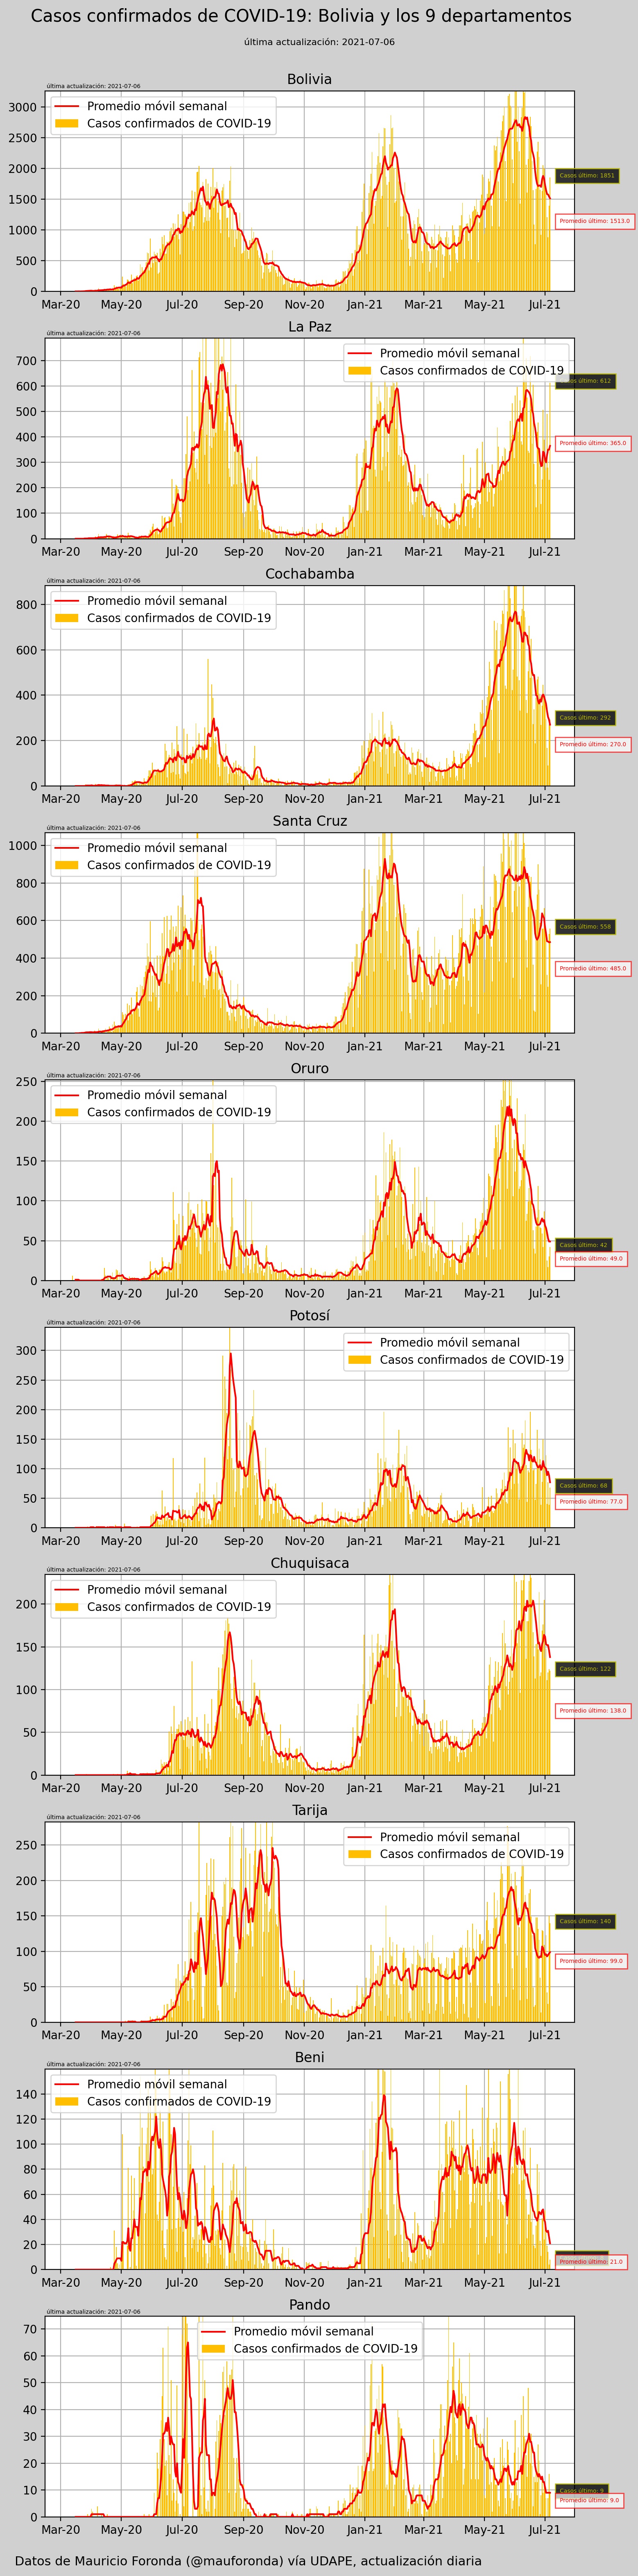 Casos confirmados de COVID-19: Bolivia y los 9 departamentos
última actualización: 2021-07-06
Bolivia
última actualización: 2021-07-06
Promedio móvil semanal
Casos confirmados de COVID-19
3000
2500
2000
1500
1000
500
0
Casos último: 1851
Promedio último: 1513.0
Mar-20 May-20 Jul-20 Sep-20 Nov-20 Jan-21 Mar-21 May-21 Jul-21
La Paz
última actualización: 2021-07-06
Promedio móvil semanal
Casos confirmados de COVID-19
700
600
500
400
300
200
100
0
Casos último: 612
Promedio último: 365.0
Mar-20 May-20 Jul-20 Sep-20 Nov-20 Jan-21 Mar-21 May-21 Jul-21
Cochabamba
última actualización: 2021-07-06
Promedio móvil semanal
Casos confirmados de COVID-19
800
600
400
200
0
Casos último: 292
Promedio último: 270.0
Mar-20 May-20 Jul-20 Sep-20 Nov-20 Jan-21 Mar-21 May-21 Jul-21
Santa Cruz
última actualización: 2021-07-06
Promedio móvil semanal
Casos confirmados de COVID-19
1000
800
600
400
200
0
Casos último: 558
Promedio último: 485.0
Mar-20 May-20 Jul-20 Sep-20 Nov-20 Jan-21 Mar-21 May-21 Jul-21
Oruro
última actualización: 2021-07-06
Promedio móvil semanal
Casos confirmados de COVID-19
250
200
150
100
50
0
Casos último: 42
Promedio último: 49.0
Mar-20 May-20 Jul-20 Sep-20 Nov-20 Jan-21 Mar-21 May-21 Jul-21
Potosí
última actualización: 2021-07-06
Promedio móvil semanal
Casos confirmados de COVID-19
300
250
200
150
100
50
0
Casos último: 68
Promedio último: 77.0
Mar-20 May-20 Jul-20 Sep-20 Nov-20 Jan-21 Mar-21 May-21 Jul-21
Chuquisaca
última actualización: 2021-07-06
Promedio móvil semanal
Casos confirmados de COVID-19
200
150
100
50
0
Casos último: 122
Promedio último: 138.0
Mar-20 May-20 Jul-20 Sep-20 Nov-20 Jan-21 Mar-21 May-21 Jul-21
Tarija
última actualización: 2021-07-06
Promedio móvil semanal
Casos confirmados de COVID-19
250
200
150
100
50
0
Casos último: 140
Promedio último: 99.0
Mar-20 May-20 Jul-20 Sep-20 Nov-20 Jan-21 Mar-21 May-21 Jul-21
Beni
última actualización: 2021-07-06
Promedio móvil semanal
Casos confirmados de COVID-19
140
120
100
80
60
40
20
0
Promedio último: 21.0
Mar-20 May-20 Jul-20 Sep-20 Nov-20 Jan-21 Mar-21 May-21 Jul-21
Pando
última actualización: 2021-07-06
Promedio móvil semanal
Casos confirmados de COVID-19
70
60
50
40
30
20
10
0
Casos último: 9
Promedio último: 9.0
Mar-20 May-20 Jul-20 Sep-20 Nov-20 Jan-21 Mar-21 May-21 Jul-21
Datos de Mauricio Foronda (@mauforonda) vía UDAPE, actualización diaria